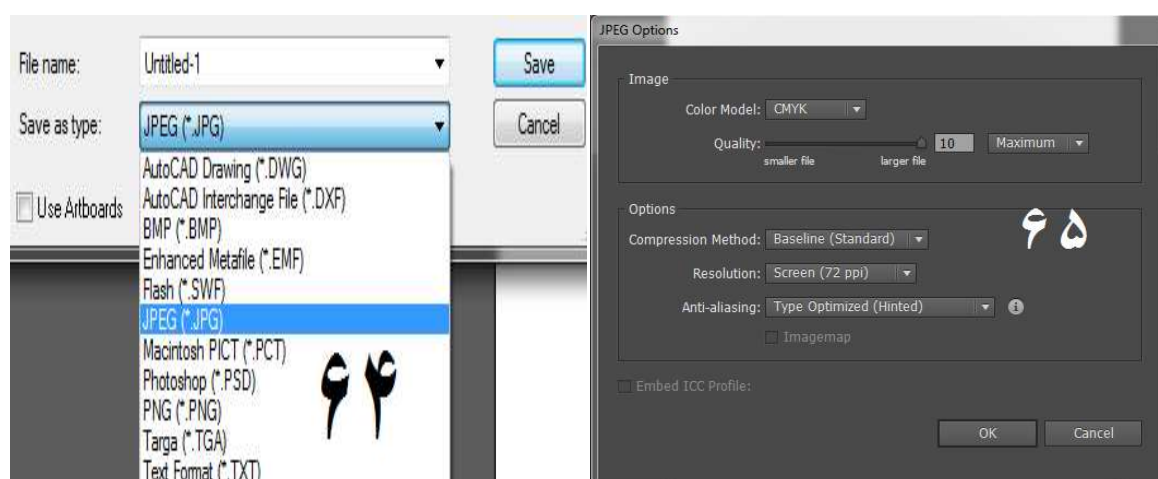 File name:
Untitled-1
Save
Save as type:
JPEG (*.JPG)
Cancel
Use Artboards
AutoCAD Drawing (*.DWG)
AutoCAD Interchange File (*.DXF)
BMP (*.BMP)
Enhanced Metafile (*.EMF)
Flash (*.SWF)
JPEG (*.JPG)
Macintosh PICT (*.PCT)
Photoshop (*.PSD)
PNG (*.PNG)
Targa (*.TGA)
Text Format (*.TXT)
۶۴
JPEG Options
Image
Color Model: CMYK
Quality: 10 Maximum
smaller file larger file
Options
Compression Method: Baseline (Standard)
۶۵
Resolution: Screen (72 ppi)
Anti-aliasing: Type Optimized (Hinted)
Imagemap
Embed ICC Profile:
OK Cancel